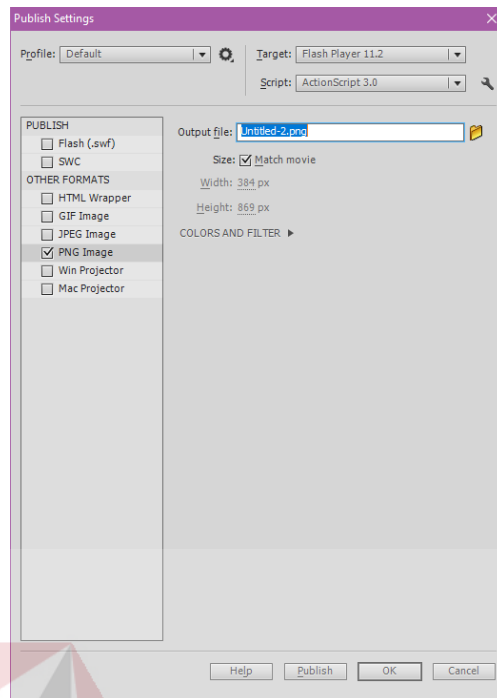 Publish Settings
Profile: Default
Target: Flash Player 11.2
Script: ActionScript 3.0
PUBLISH
Flash (.swf)
SWC
OTHER FORMATS
HTML Wrapper
GIF Image
JPEG Image
PNG Image
Win Projector
Mac Projector
Output file: Untitled-2.png
Size: Match movie
Width: 384 px
Height: 869 px
COLORS AND FILTER
Help Publish OK Cancel